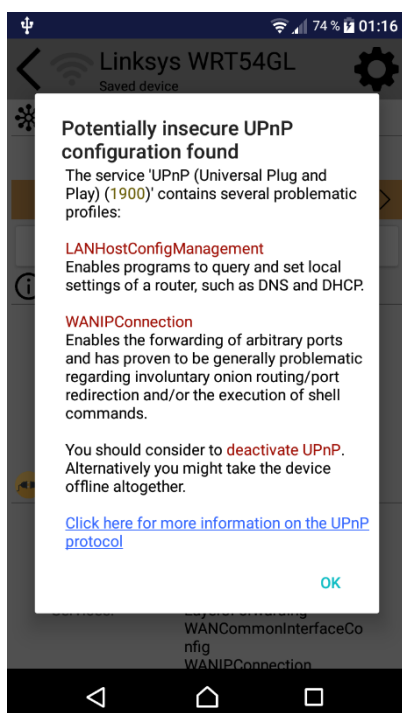 74 % 01:16
Linksys WRT54GL
Saved device
Potentially insecure UPnP
configuration found
The service 'UPnP (Universal Plug and
Play) (1900)' contains several problematic
profiles:
LANHostConfigManagement
Enables programs to query and set local
settings of a router, such as DNS and DHCP.
WANIPConnection
Enables the forwarding of arbitrary ports
and has proven to be generally problematic
regarding involuntary onion routing/port
redirection and/or the execution of shell
commands.
You should consider to deactivate UPnP.
Alternatively you might take the device
offline altogether.
Click here for more information on the UPnP
protocol
OK
WANCommonInterfaceCo
nfig
WANIPConnection